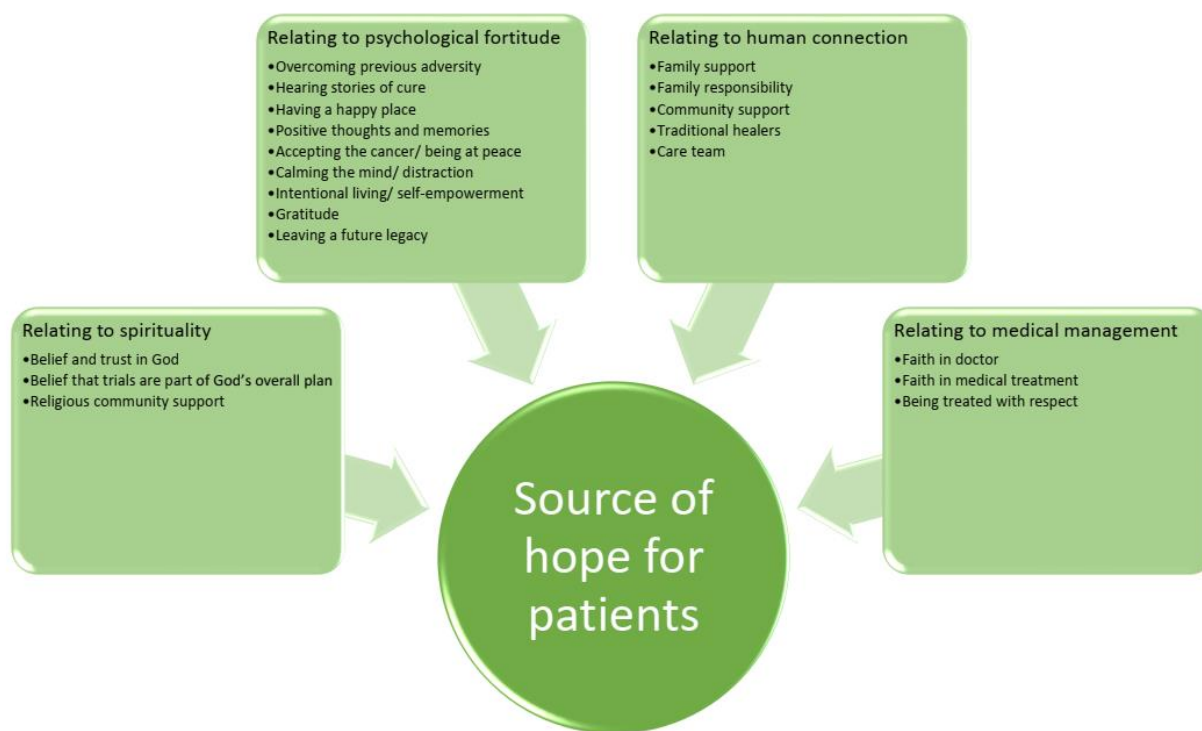 Relating to psychological fortitude
•Overcoming previous adversity
•Hearing stories of cure
•Having a happy place
•Positive thoughts and memories
•Accepting the cancer/ being at peace
•Calming the mind/ distraction
•Intentional living/ self-empowerment
•Gratitude
•Leaving a future legacy
Relating to human connection
•Family support
•Family responsibility
•Community support
•Traditional healers
•Care team
Relating to spirituality
•Belief and trust in God
•Belief that trials are part of God’s overall plan
•Religious community support
Relating to medical management
•Faith in doctor
•Faith in medical treatment
•Being treated with respect
Source of
hope for
patients